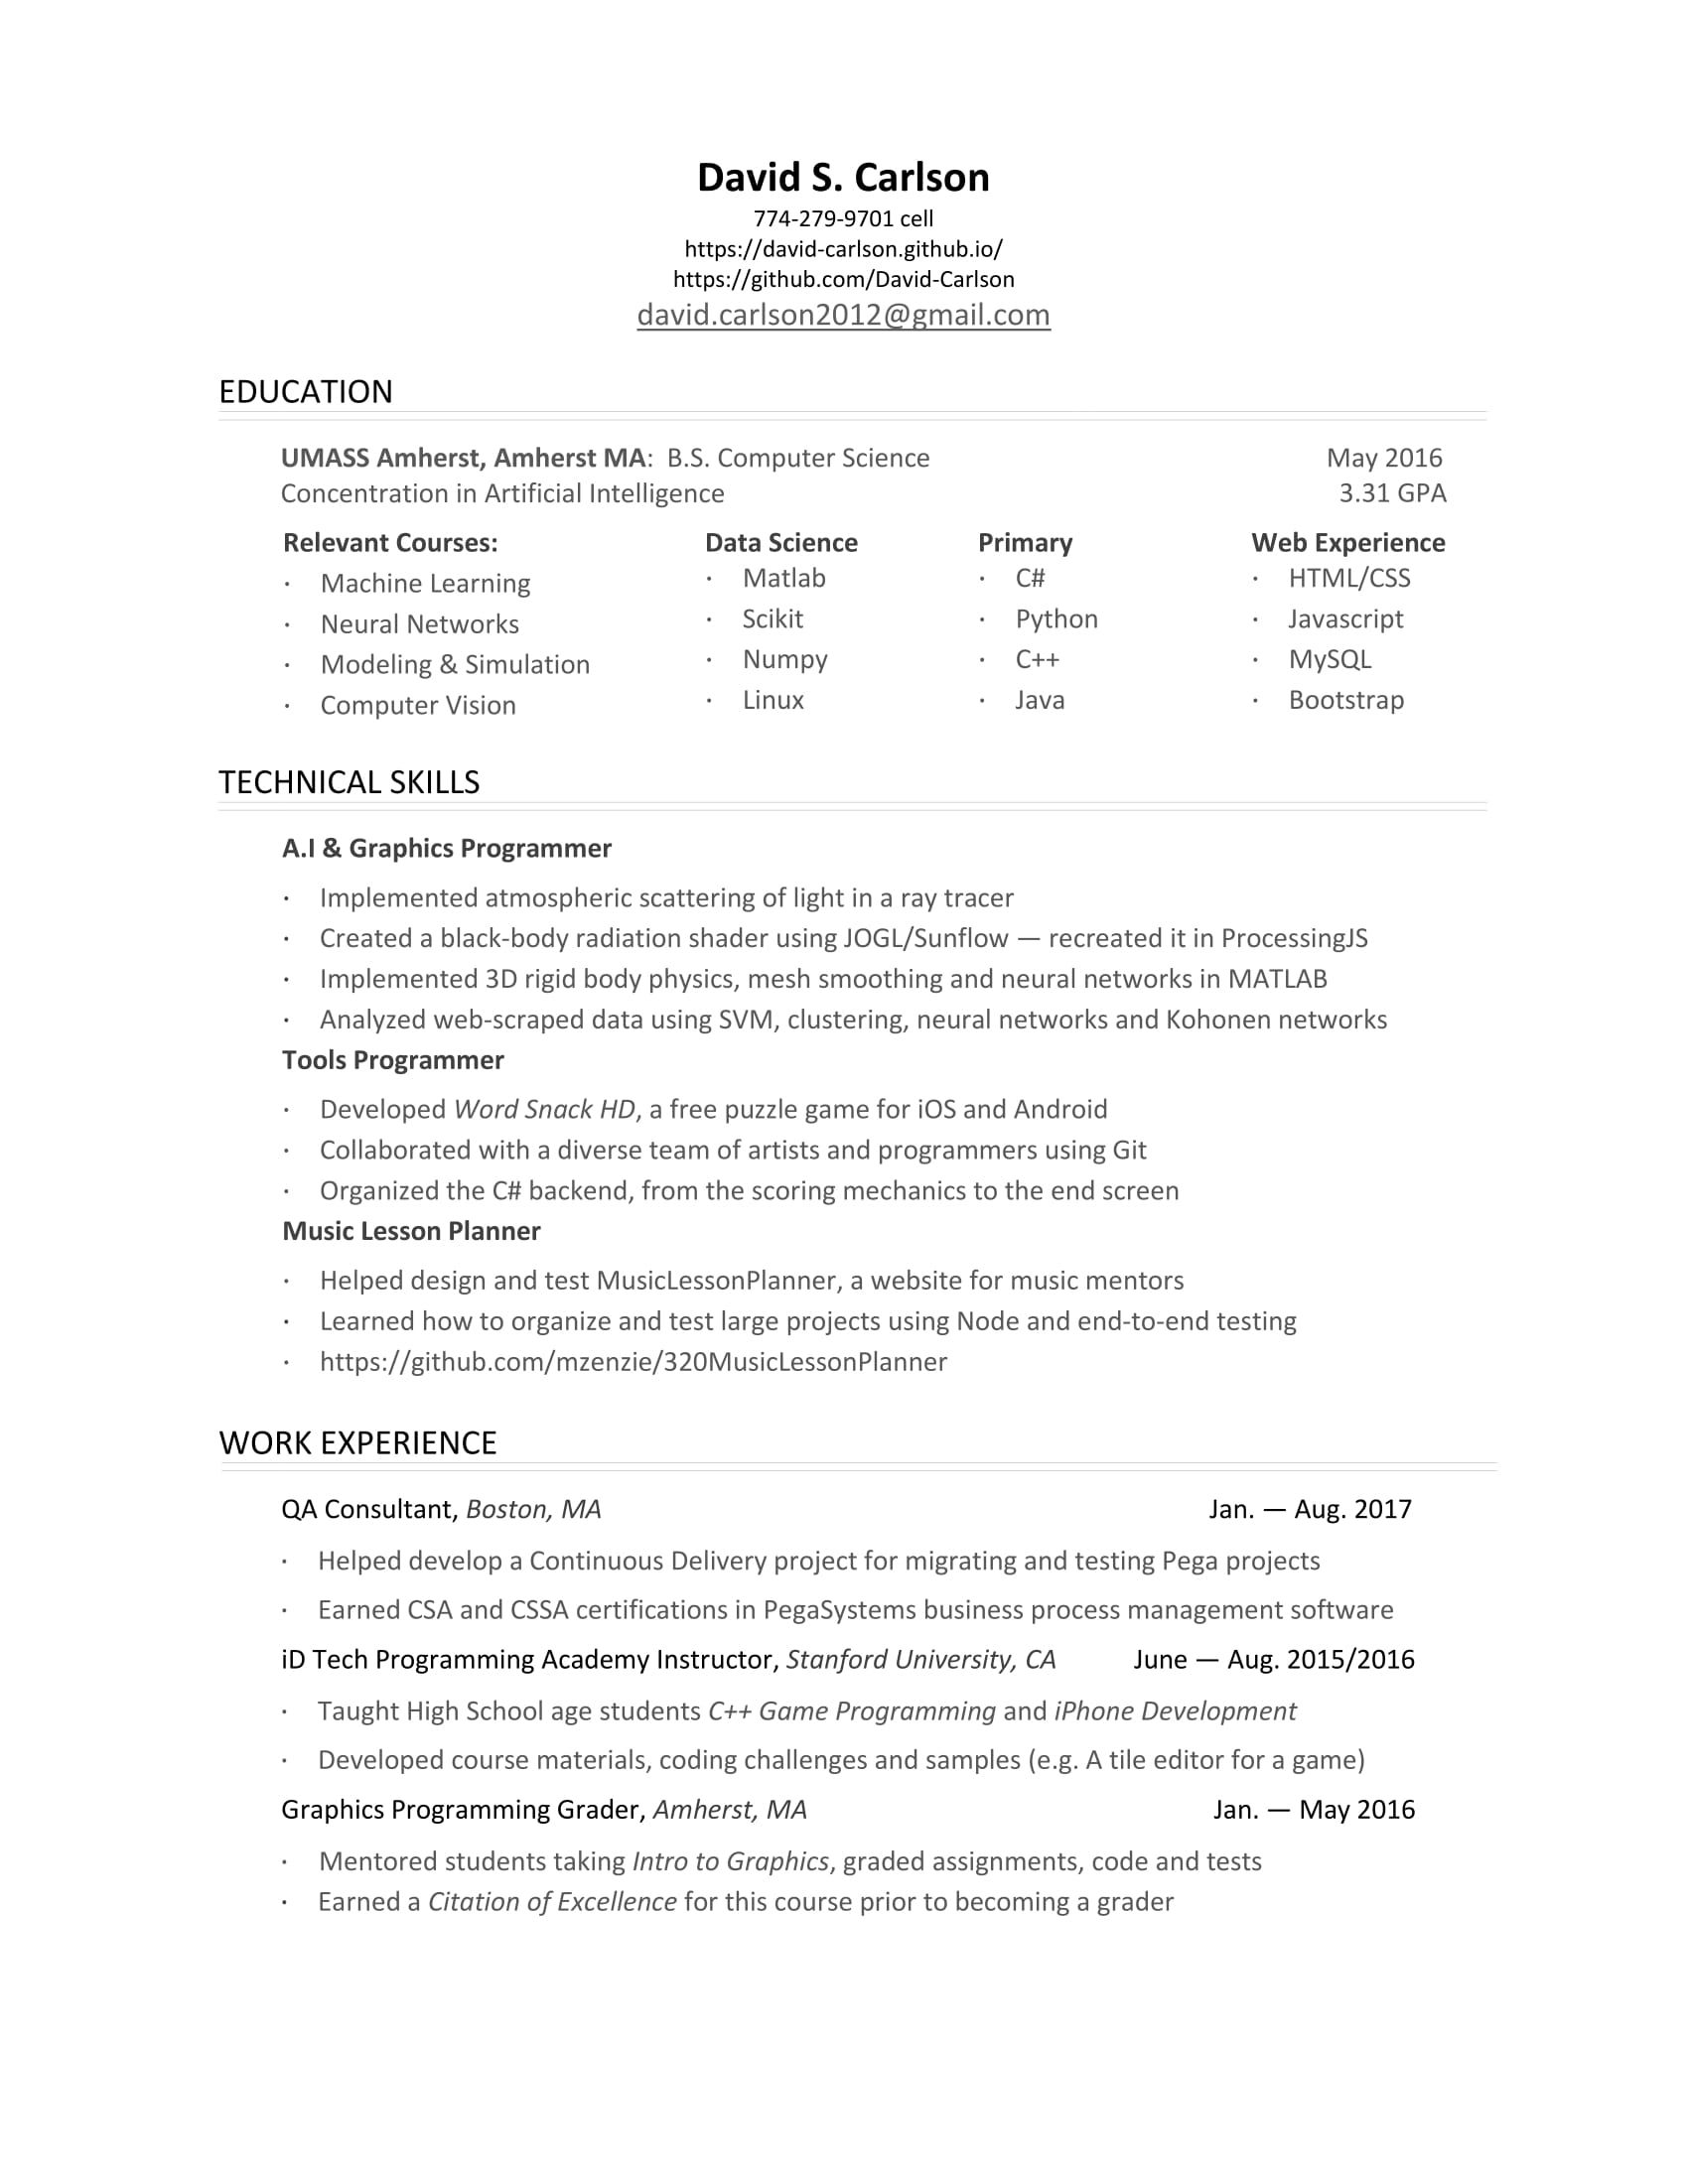 David S. Carlson
774-279-9701 cell
https://david-carlson.github.io/
https://github.com/David-Carlson
david.carlson2012@gmail.com
EDUCATION
UMASS Amherst, Amherst MA: B.S. Computer Science May 2016
Concentration in Artificial Intelligence 3.31 GPA
Relevant Courses: Data Science Primary Web Experience
· Machine Learning · Matlab · C# · HTML/CSS
· Neural Networks · Scikit · Python · Javascript
· Modeling & Simulation · Numpy · C++ · MySQL
· Computer Vision · Linux · Java · Bootstrap
TECHNICAL SKILLS
A.I & Graphics Programmer
· Implemented atmospheric scattering of light in a ray tracer
· Created a black-body radiation shader using JOGL/Sunflow — recreated it in ProcessingJS
· Implemented 3D rigid body physics, mesh smoothing and neural networks in MATLAB
· Analyzed web-scraped data using SVM, clustering, neural networks and Kohonen networks
Tools Programmer
· Developed Word Snack HD, a free puzzle game for iOS and Android
· Collaborated with a diverse team of artists and programmers using Git
· Organized the C# backend, from the scoring mechanics to the end screen
Music Lesson Planner
· Helped design and test MusicLessonPlanner, a website for music mentors
· Learned how to organize and test large projects using Node and end-to-end testing
· https://github.com/mzenzie/320MusicLessonPlanner
WORK EXPERIENCE
QA Consultant, Boston, MA Jan. — Aug. 2017
· Helped develop a Continuous Delivery project for migrating and testing Pega projects
· Earned CSA and CSSA certifications in PegaSystems business process management software
iD Tech Programming Academy Instructor, Stanford University, CA June — Aug. 2015/2016
· Taught High School age students C++ Game Programming and iPhone Development
· Developed course materials, coding challenges and samples (e.g. A tile editor for a game)
Graphics Programming Grader, Amherst, MA Jan. — May 2016
· Mentored students taking Intro to Graphics, graded assignments, code and tests
· Earned a Citation of Excellence for this course prior to becoming a grader